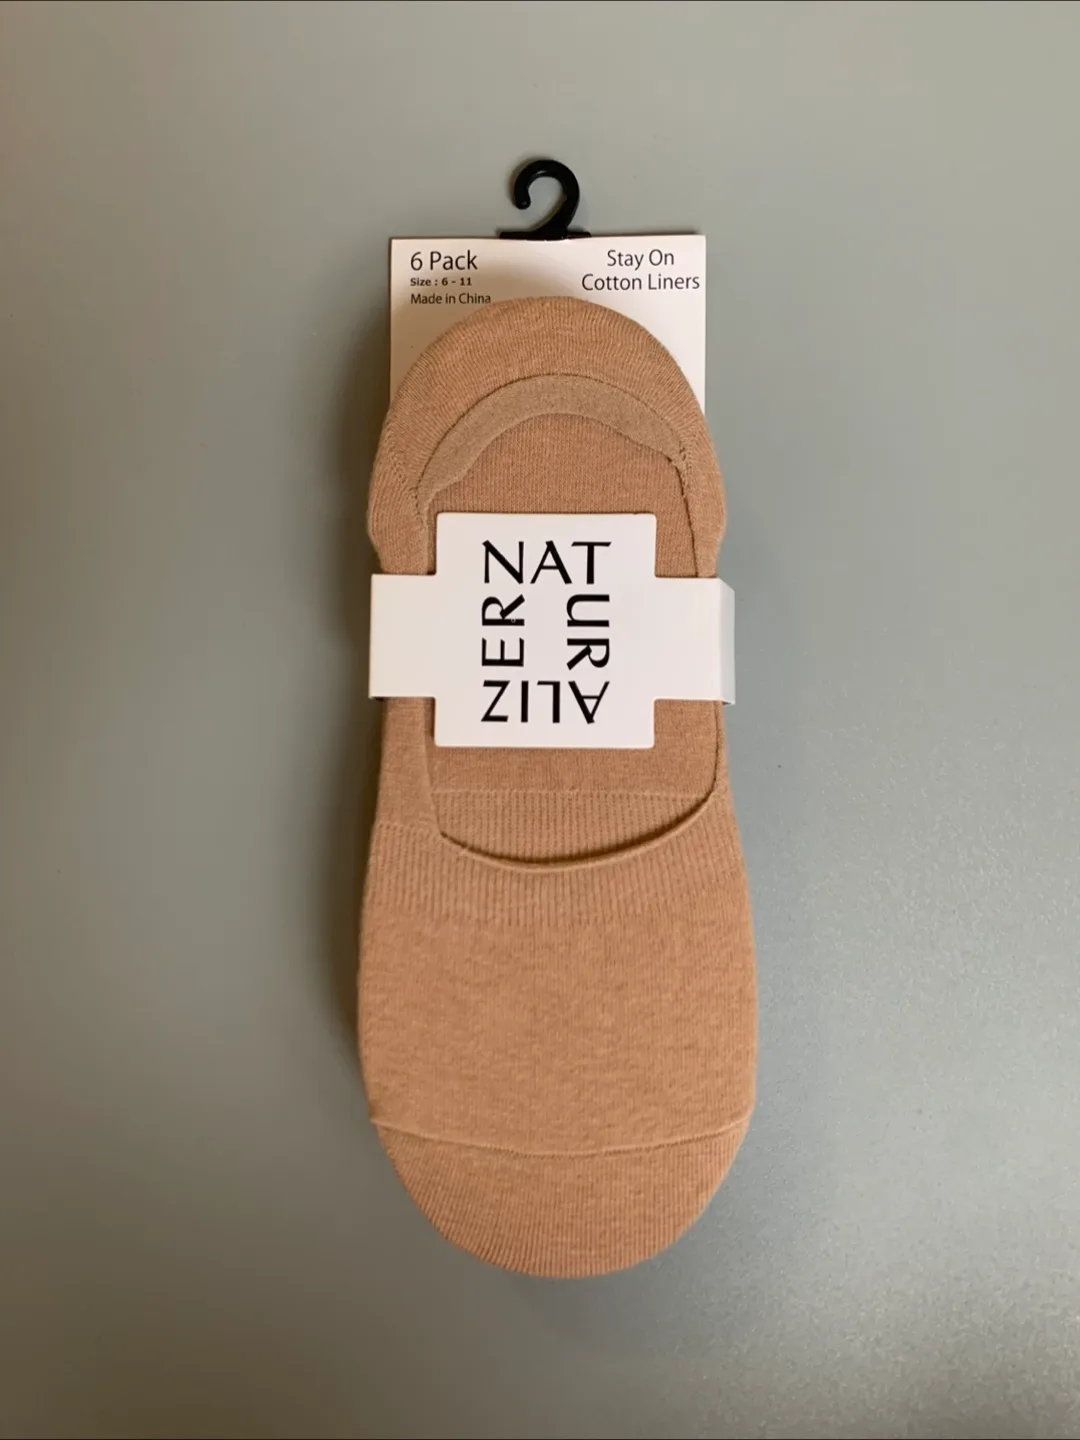 6 Pack
Size : 6 - 11
Made in China
Stay On
Cotton Liners
NAT
UR
ALIZ
ER